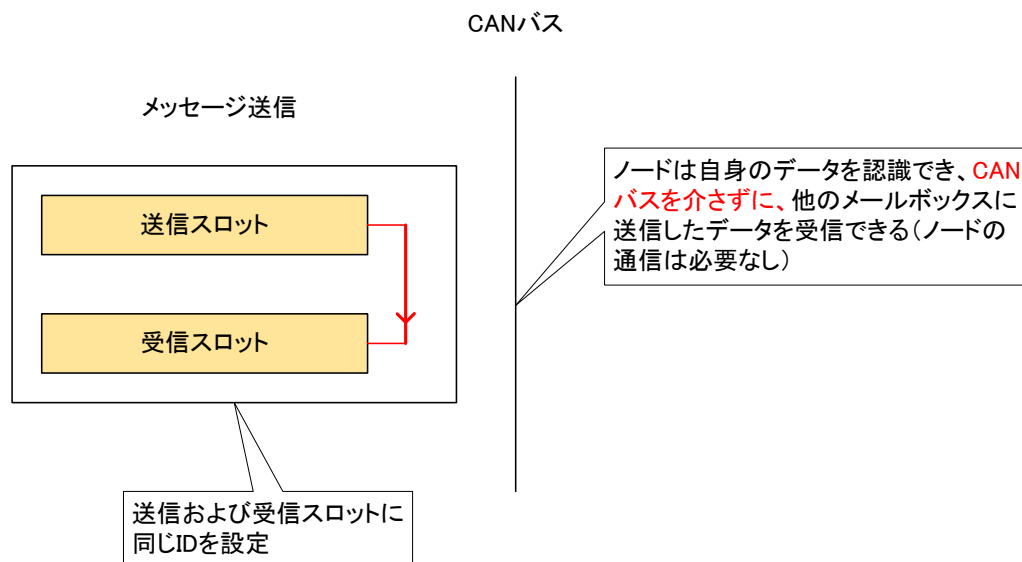 CANバス
メッセージ送信
ノードは自身のデータを認識でき、CAN
バスを介さずに、他のメールボックスに
送信したデータを受信できる（ノードの
通信は必要なし）
送信スロット
受信スロット
送信および受信スロットに
同じIDを設定